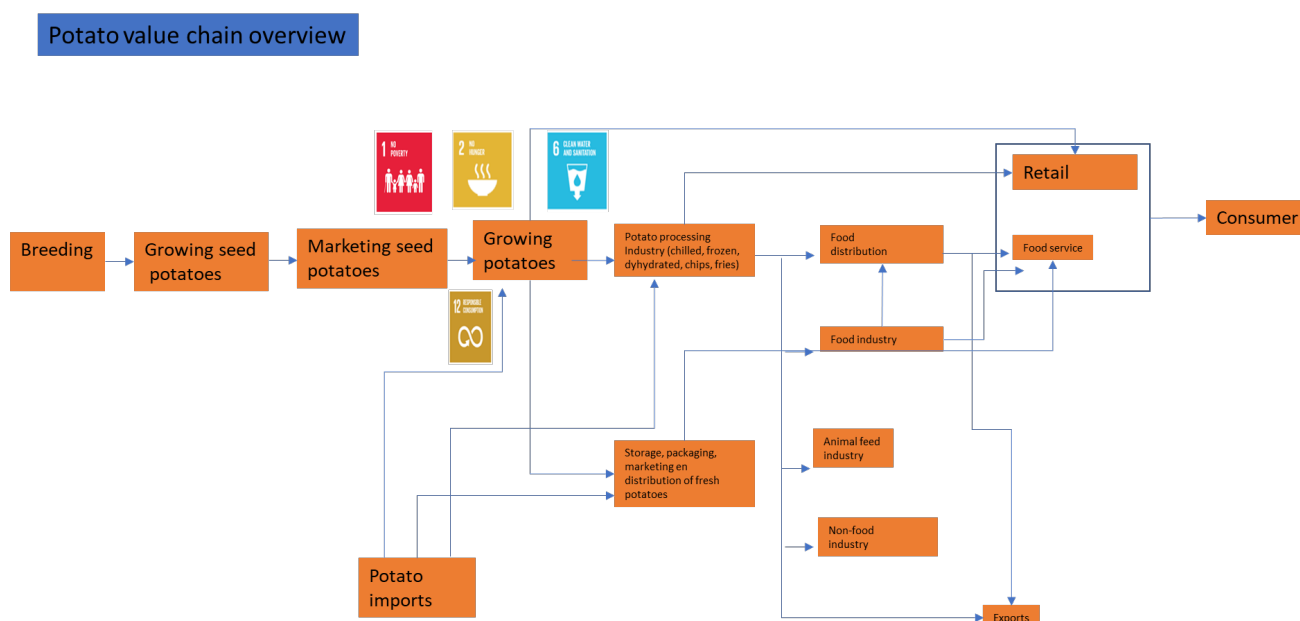 Potato value chain overview
1 NO
POVERTY
2 NO
HUNGER
6 CLEAN WATER
AND SANITATION
Retail
Consumer
Breeding
Growing seed
potatoes
Marketing seed
potatoes
Growing
potatoes
Potato processing
Industry (chilled, frozen,
dyhydrated, chips, fries)
Food
distribution
Food service
12 RESPONSIBLE
CONSUMPTION
Food industry
Storage, packaging,
marketing en
distribution of fresh
potatoes
Animal feed
industry
Non-food
industry
Potato
imports
Exports